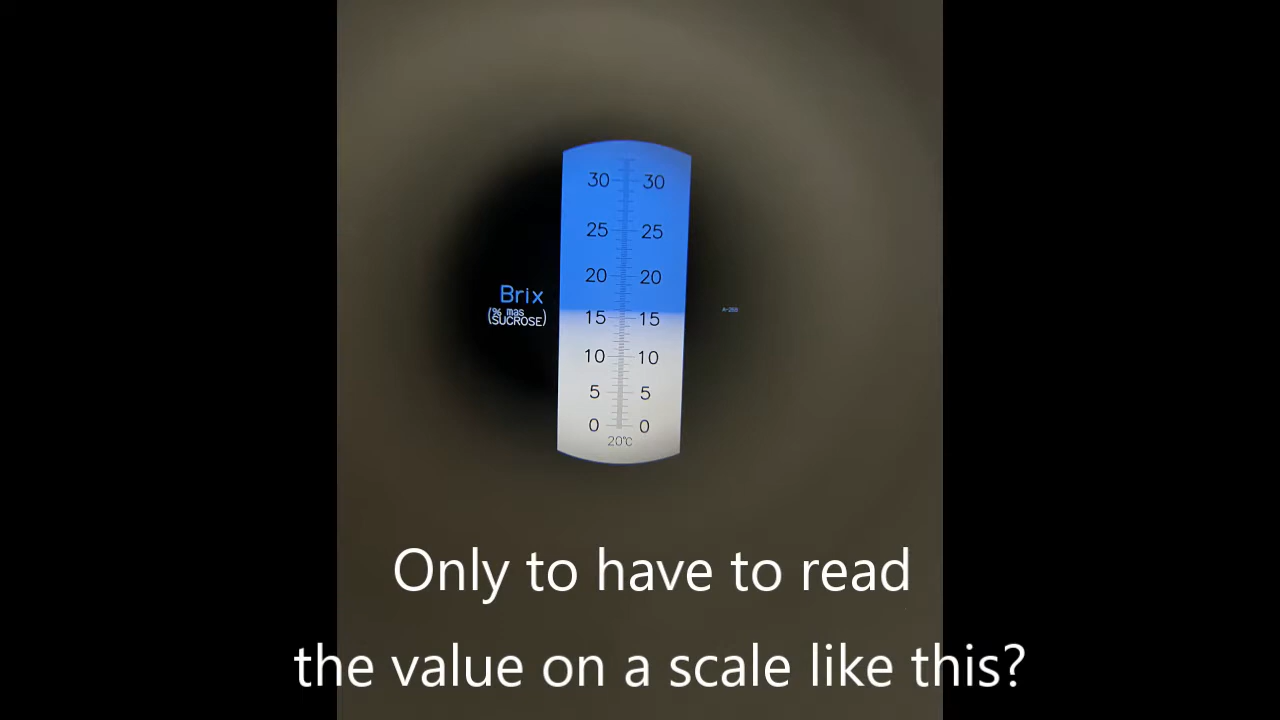 30 30
25 25
20 20
Brix
(% mas
SUCROSE)
15 15
10 10
5 5
0 0
20°C
Only to have to read
the value on a scale like this?